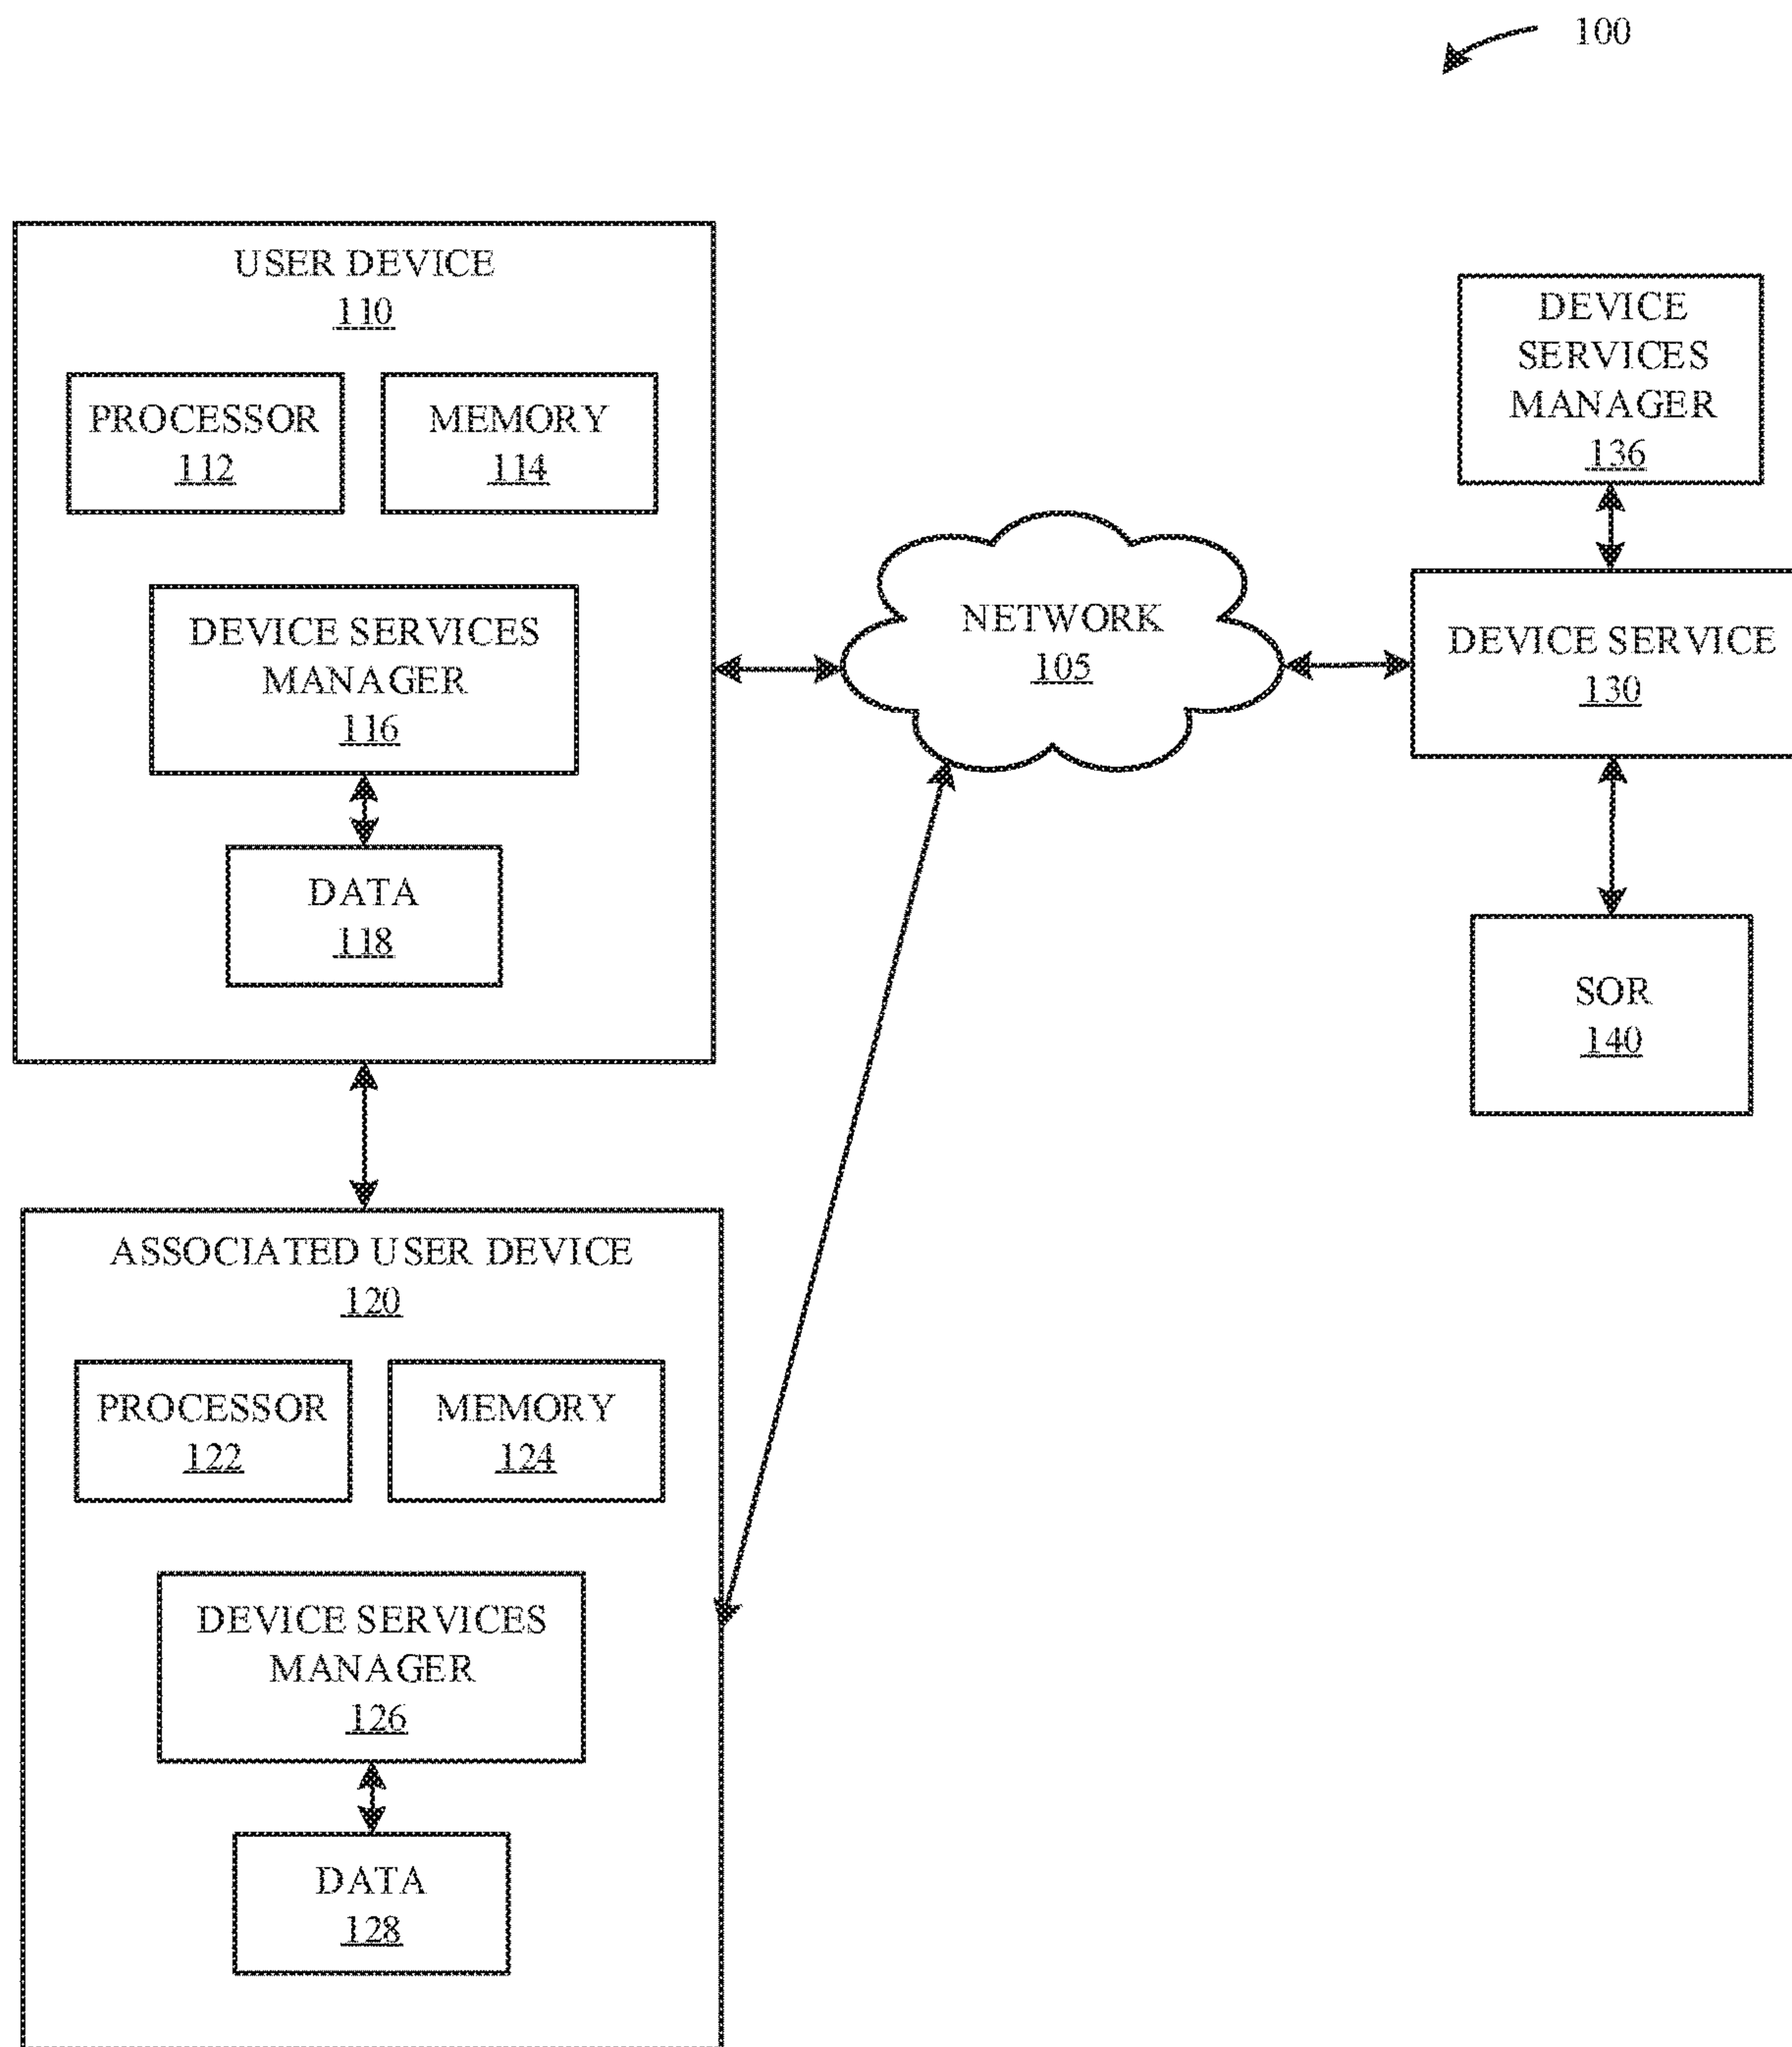 100
USER DEVICE
110
PROCESSOR
112
MEMORY
114
DEVICE SERVICES
MANAGER
116
DATA
118
NETWORK
105
DEVICE
SERVICES
MANAGER
136
DEVICE SERVICE
130
SOR
140
ASSOCIATED USER DEVICE
120
PROCESSOR
122
MEMORY
124
DEVICE SERVICES
MANAGER
126
DATA
128